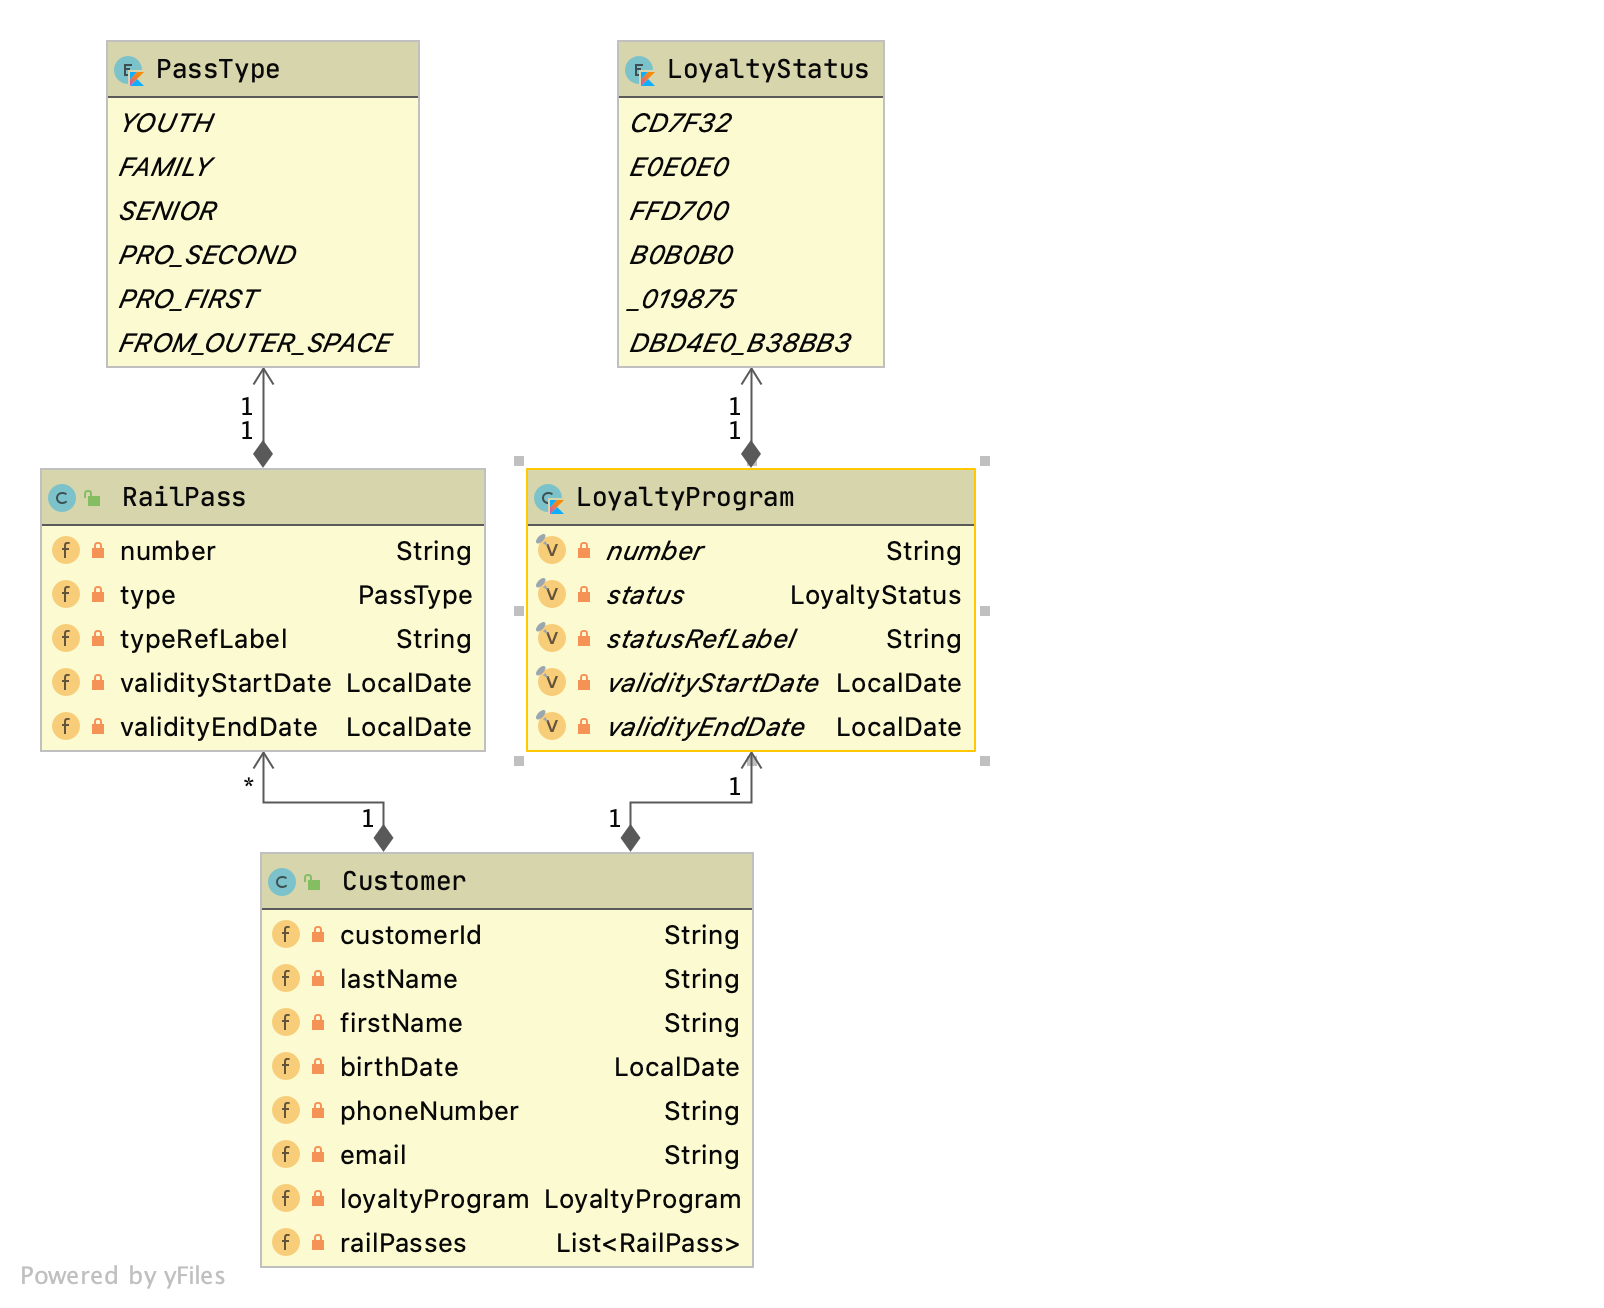 PassType
YOUTH
FAMILY
SENIOR
PRO_SECOND
PRO_FIRST
FROM_OUTER_SPACE
LoyaltyStatus
CD7F32
E0E0E0
FFD700
B0B0B0
_019875
DBD4E0_B38BB3
1
1
1
1
RailPass
number String
type PassType
typeRefLabel String
validityStartDate LocalDate
validityEndDate LocalDate
LoyaltyProgram
number String
status LoyaltyStatus
statusRefLabel String
validityStartDate LocalDate
validityEndDate LocalDate
*
1
1
1
Customer
customerId String
lastName String
firstName String
birthDate LocalDate
phoneNumber String
email String
loyaltyProgram LoyaltyProgram
railPasses List<RailPass>
Powered by yFiles